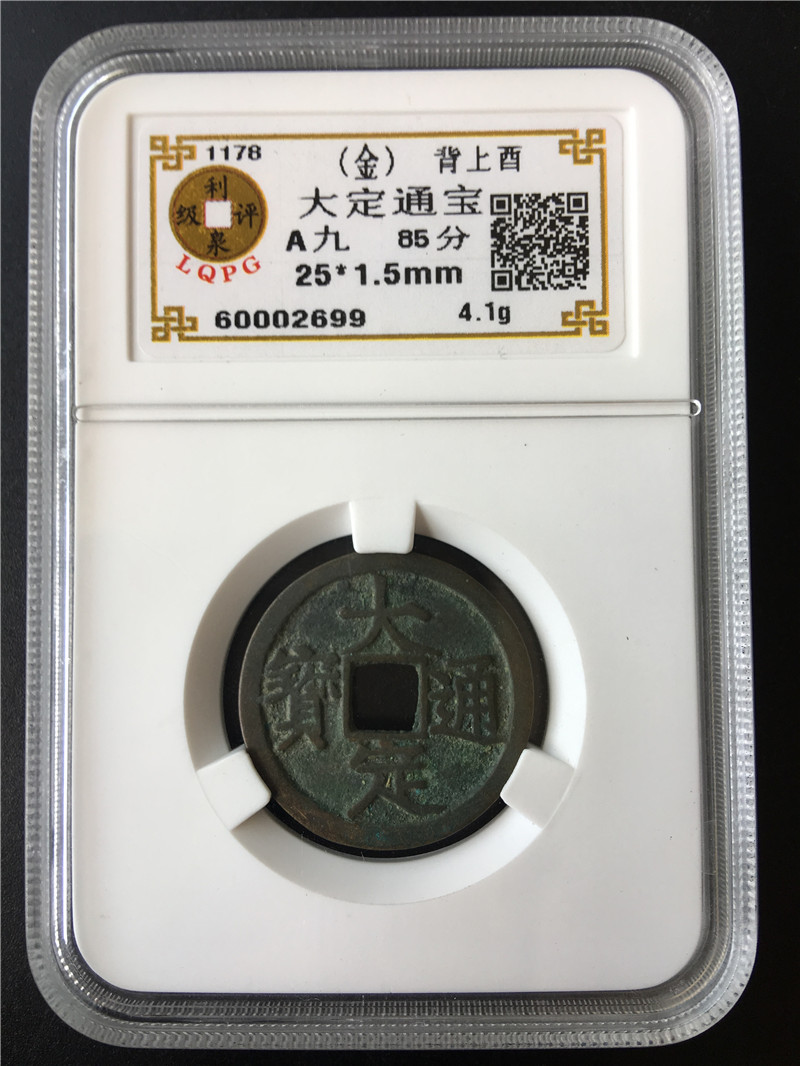 1178 （金） 背上酉
利泉评级
大定通宝
A九 85分
LQPG
25*1.5mm
60002699 4.1g
大定通寶